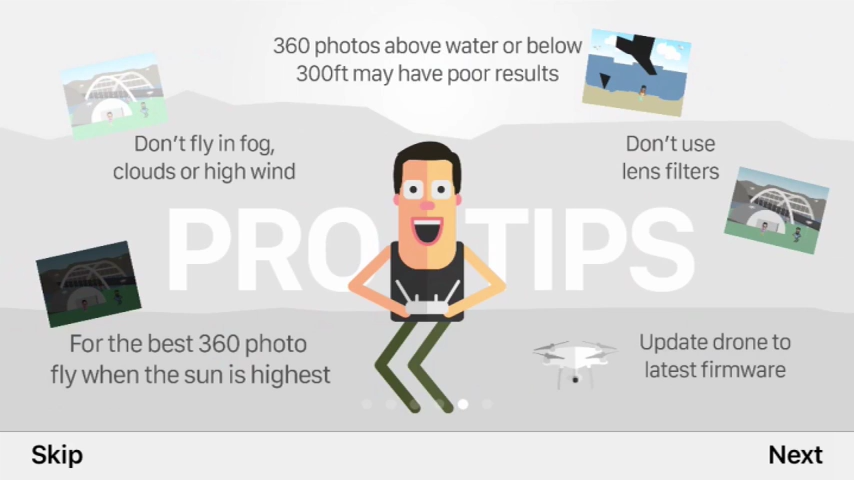 360 photos above water or below
300ft may have poor results
Don't fly in fog,
clouds or high wind
Don't use
lens filters
PRO TIPS
For the best 360 photo
fly when the sun is highest
Update drone to
latest firmware
Skip
Next